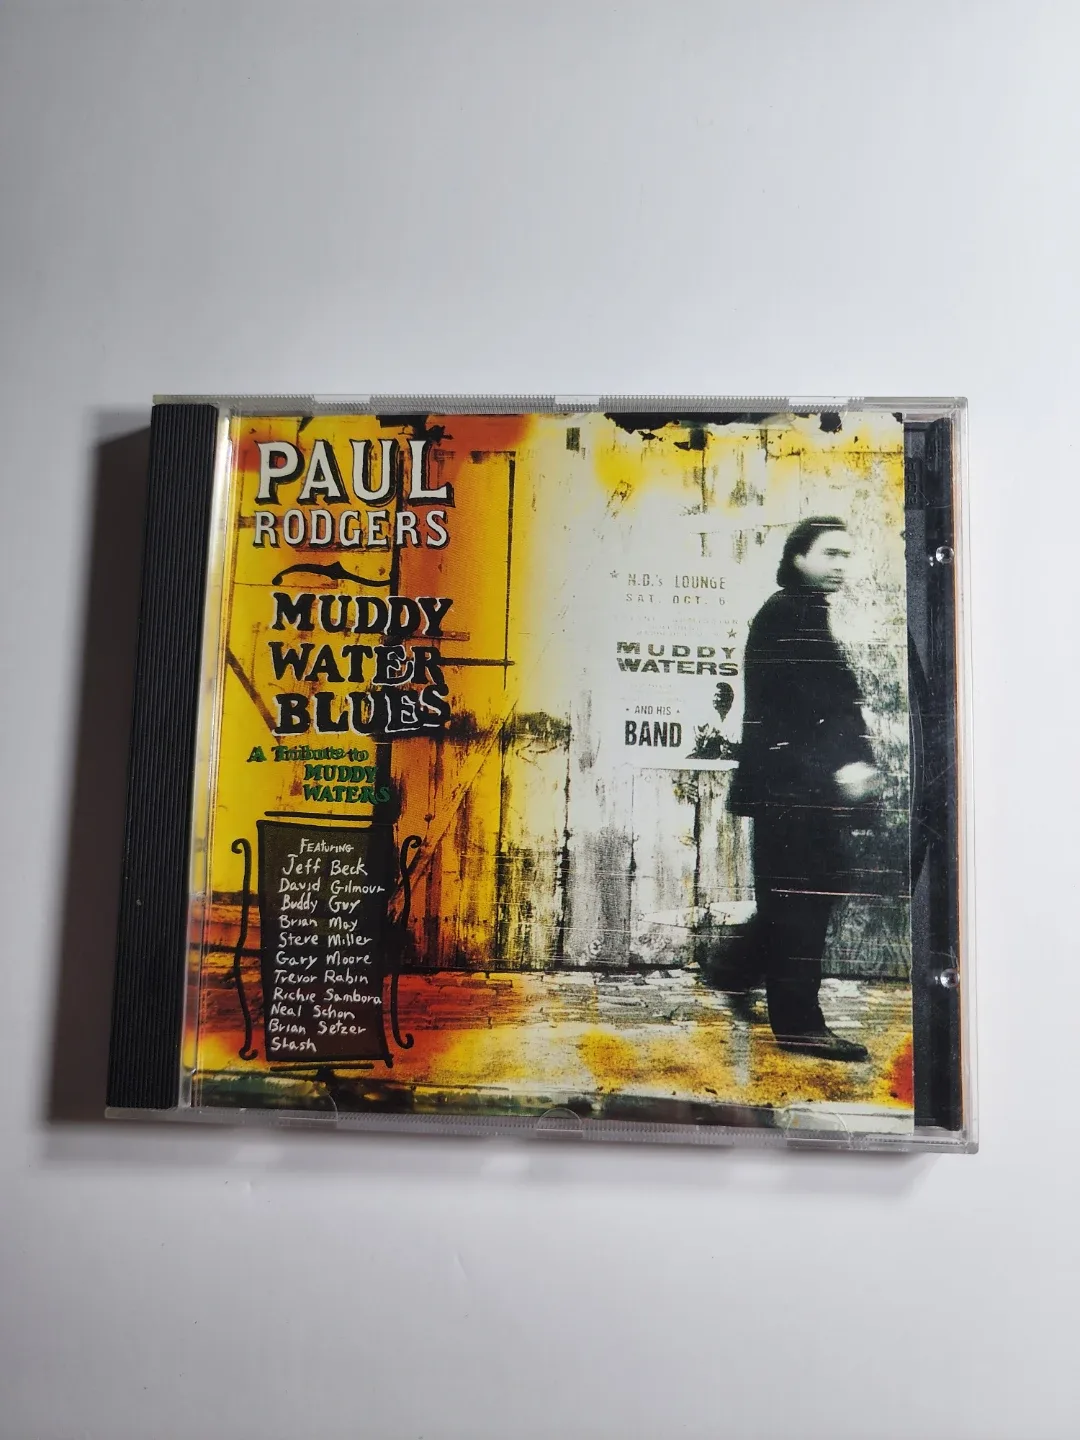 PAUL
RODGERS
MUDDY
WATER
BLUES
A Tribute to
MUDDY
WATERS
FEATURING
Jeff Beck
David Gilmour
Buddy Guy
Brian May
Steve Miller
Gary Moore
Trevor Rabin
Richie Sambora
Neal Schon
Brian Setzer
Slash
N.D.'s LOUNGE
SAT. OCT. 6
MUDDY
WATERS
• AND HIS •
BAND